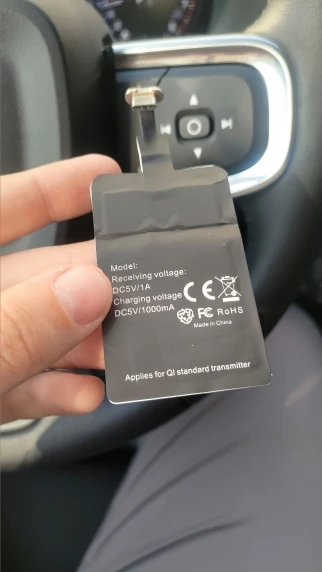 Model:
Receiving voltage:
DC5V/1A
Charging voltage
DC5V/1000mA
CE
FC RoHS
Made in China
Applies for QI standard transmitter